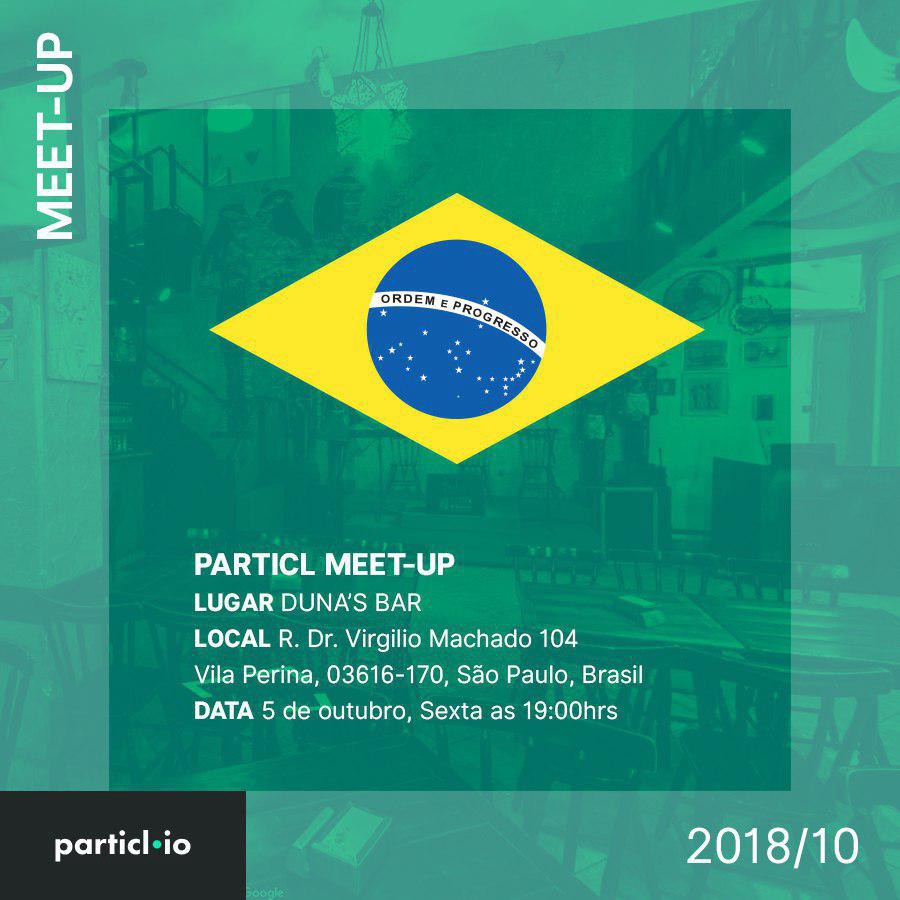 MEET-UP
ORDEM E PROGRESSO
PARTICL MEET-UP
LUGAR DUNA'S BAR
LOCAL R. Dr. Virgilio Machado 104
Vila Perina, 03616-170, São Paulo, Brasil
DATA 5 de outubro, Sexta as 19:00hrs
particl•io
2018/10
Google